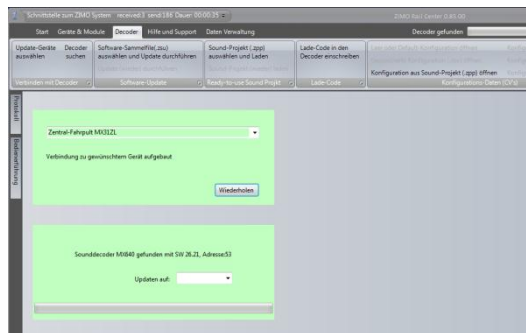 Schnittstelle zum ZIMO System received:3 send:186 Dauer: 00:00:25
Start Geräte & Module Decoder Hilfe und Support Daten Verwaltung
Decoder gefunden
Update-Geräte auswählen
Decoder suchen
Software-Sammelfile(.zsu) auswählen und Update durchführen
Sound-Projekt (.zpp) auswählen und Laden
Lade-Code in den Decoder einschreiben
Konfiguration aus Sound-Projekt (.zpp) öffnen
Verbinden mit Decoder
Software-Update
Ready-to-use Sound Projekt
Lade-Code
Konfigurations-Daten (CV's)
Protokoll
Bedienerführung
Zentral-Fahrpult MX31ZL
Verbindung zu gewünschtem Gerät aufgebaut
Wiederholen
Sounddecoder MX640 gefunden mit SW 26.21, Adresse:53
Updaten auf: